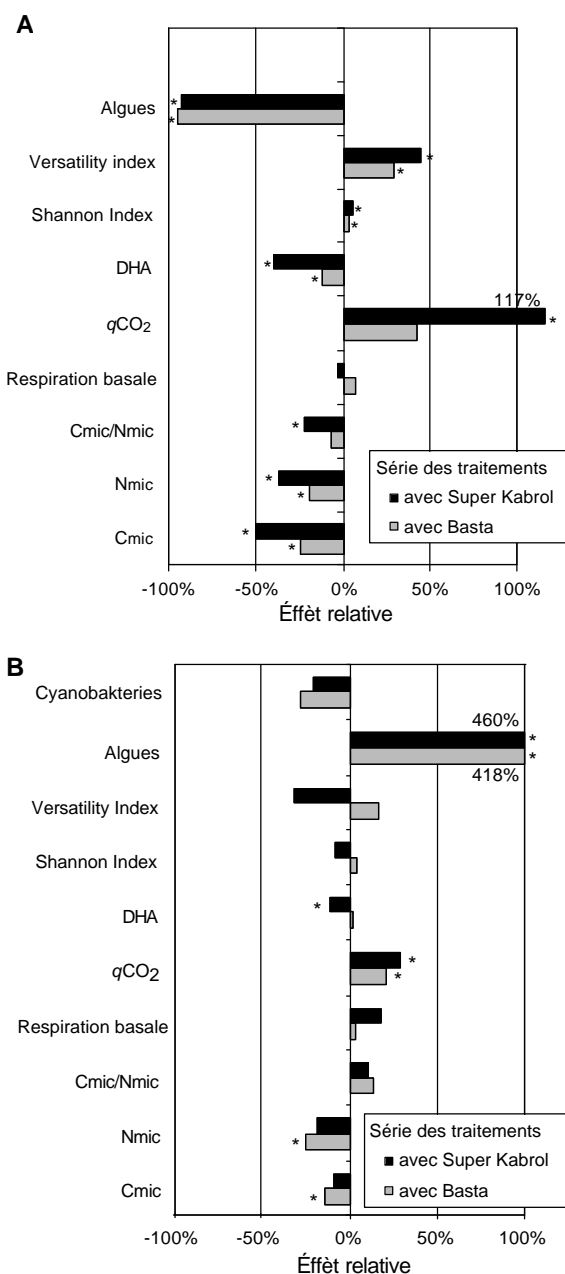 A
Algues
*
*
Versatility index
*
*
Shannon Index
*
*
DHA
*
*
117%
qCO2
*
Respiration basale
Cmic/Nmic
*
Série des traitements
Nmic
*
*
avec Super Kabrol
avec Basta
Cmic
*
*
-100% -50% 0% 50% 100%
Éffèt relative
B
Cyanobakteries
460%
Algues
*
*
418%
Versatility Index
Shannon Index
DHA
*
qCO2
*
*
Respiration basale
Cmic/Nmic
Série des traitements
Nmic
*
avec Super Kabrol
avec Basta
Cmic
*
-100% -50% 0% 50% 100%
Éffèt relative